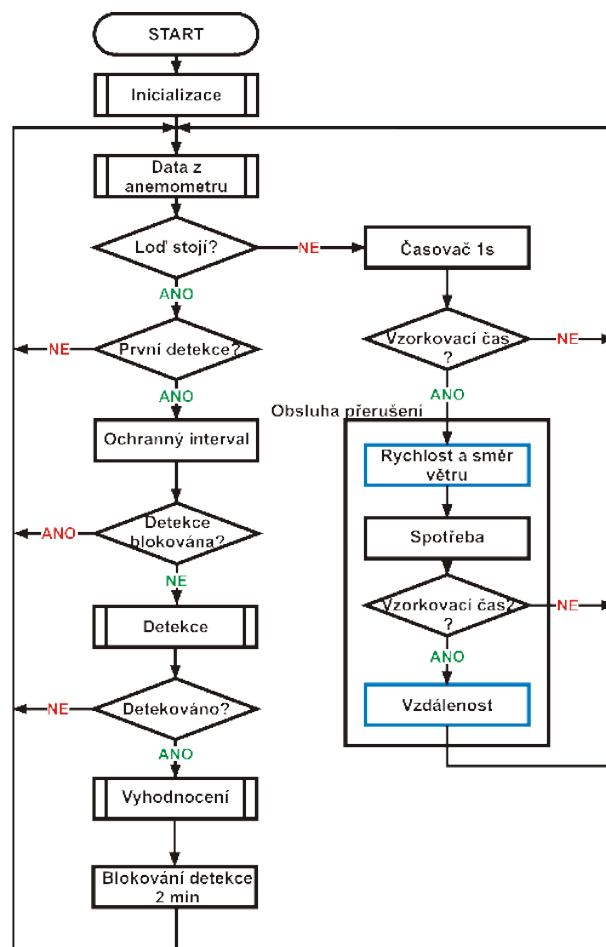 START
Inicializace
Data z
anemometru
Loď stojí?
NE
Časovač 1s
ANO
NE
První detekce?
Vzorkovací čas
?
NE
ANO
ANO
Obsluha přerušení
Ochranný interval
Rychlost a směr
větru
ANO
Detekce
blokována?
Spotřeba
NE
Vzorkovací čas2
?
NE
Detekce
ANO
NE
Detekováno?
Vzdálenost
ANO
Vyhodnocení
Blokování detekce
2 min